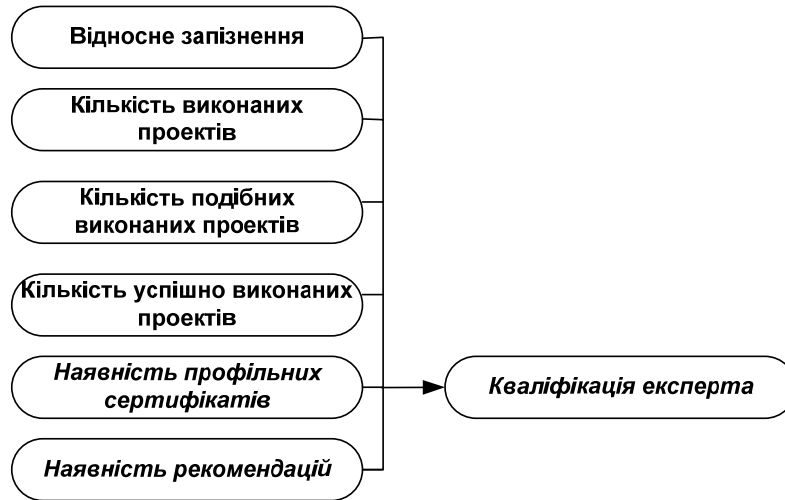 Відносне запізнення
Кількість виконаних
проектів
Кількість подібних
виконаних проектів
Кількість успішно виконаних
проектів
Наявність профільних
сертифікатів
Кваліфікація експерта
Наявність рекомендацій